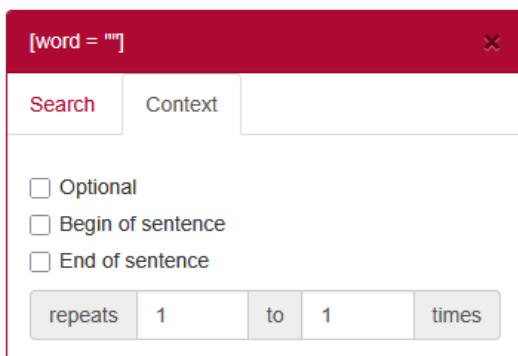 [word = ""] ×
Search Context
Optional
Begin of sentence
End of sentence
repeats 1 to 1 times